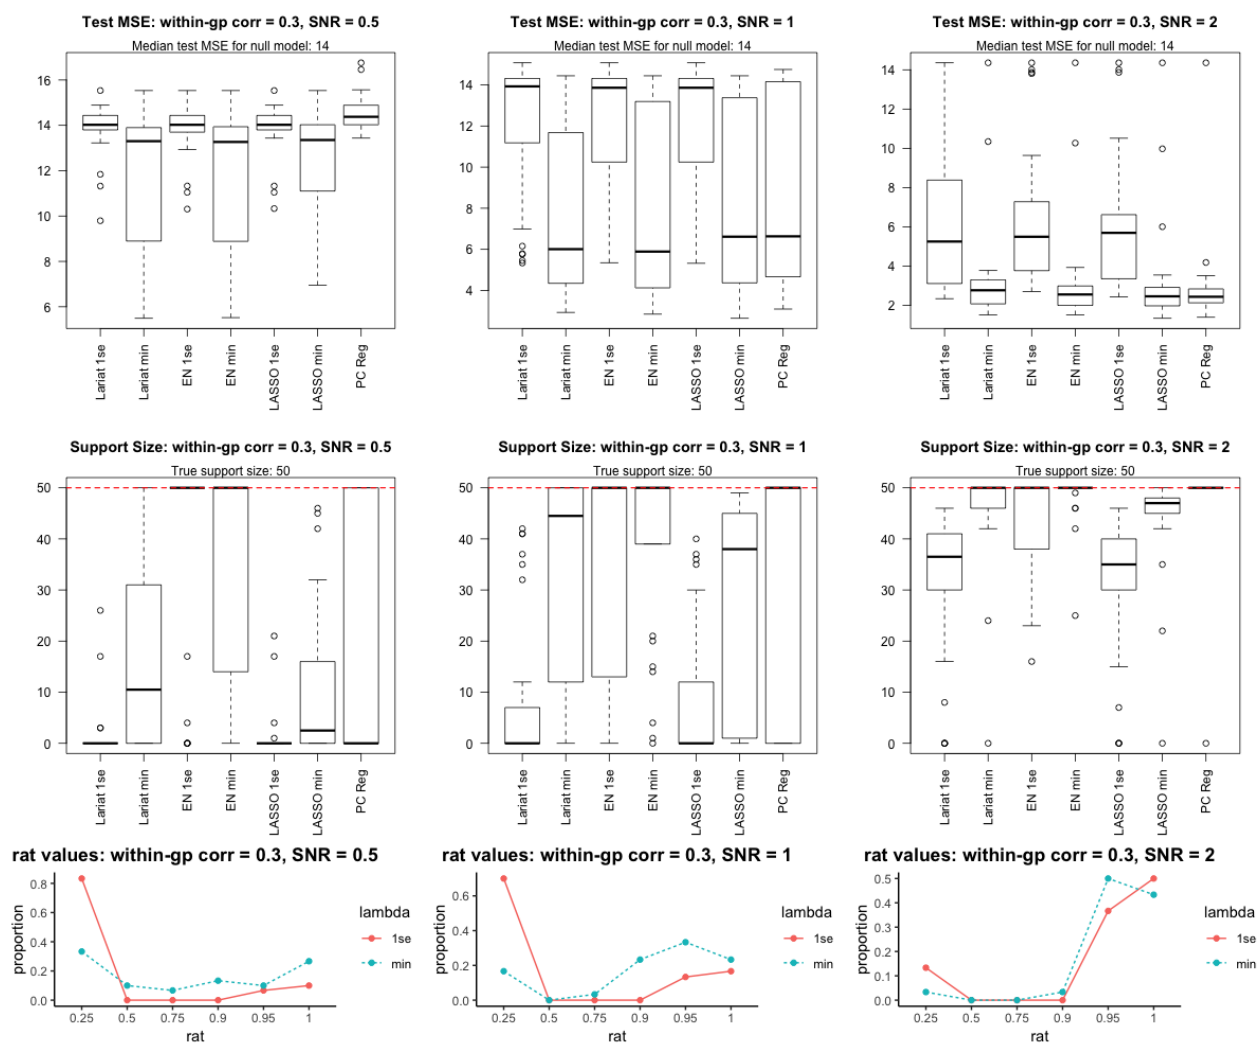 Test MSE: within-gp corr = 0.3, SNR = 0.5
Median test MSE for null model: 14
16
14
12
10
8
6
Lariat 1se
Lariat min
EN 1se
EN min
LASSO 1se
LASSO min
PC Reg
Test MSE: within-gp corr = 0.3, SNR = 1
Median test MSE for null model: 14
14
12
10
8
6
4
Lariat 1se
Lariat min
EN 1se
EN min
LASSO 1se
LASSO min
PC Reg
Test MSE: within-gp corr = 0.3, SNR = 2
Median test MSE for null model: 14
14
12
10
8
6
4
2
Lariat 1se
Lariat min
EN 1se
EN min
LASSO 1se
LASSO min
PC Reg
Support Size: within-gp corr = 0.3, SNR = 0.5
True support size: 50
50
40
30
20
10
0
Lariat 1se
Lariat min
EN 1se
EN min
LASSO 1se
LASSO min
PC Reg
Support Size: within-gp corr = 0.3, SNR = 1
True support size: 50
50
40
30
20
10
0
Lariat 1se
Lariat min
EN 1se
EN min
LASSO 1se
LASSO min
PC Reg
Support Size: within-gp corr = 0.3, SNR = 2
True support size: 50
50
40
30
20
10
0
Lariat 1se
Lariat min
EN 1se
EN min
LASSO 1se
LASSO min
PC Reg
rat values: within-gp corr = 0.3, SNR = 0.5
proportion
0.8
0.6
0.4
0.2
0.0
0.25 0.5 0.75 0.9 0.95 1
rat
lambda
1se
min
rat values: within-gp corr = 0.3, SNR = 1
proportion
0.6
0.4
0.2
0.0
0.25 0.5 0.75 0.9 0.95 1
rat
lambda
1se
min
rat values: within-gp corr = 0.3, SNR = 2
proportion
0.5
0.4
0.3
0.2
0.1
0.0
0.25 0.5 0.75 0.9 0.95 1
rat
lambda
1se
min